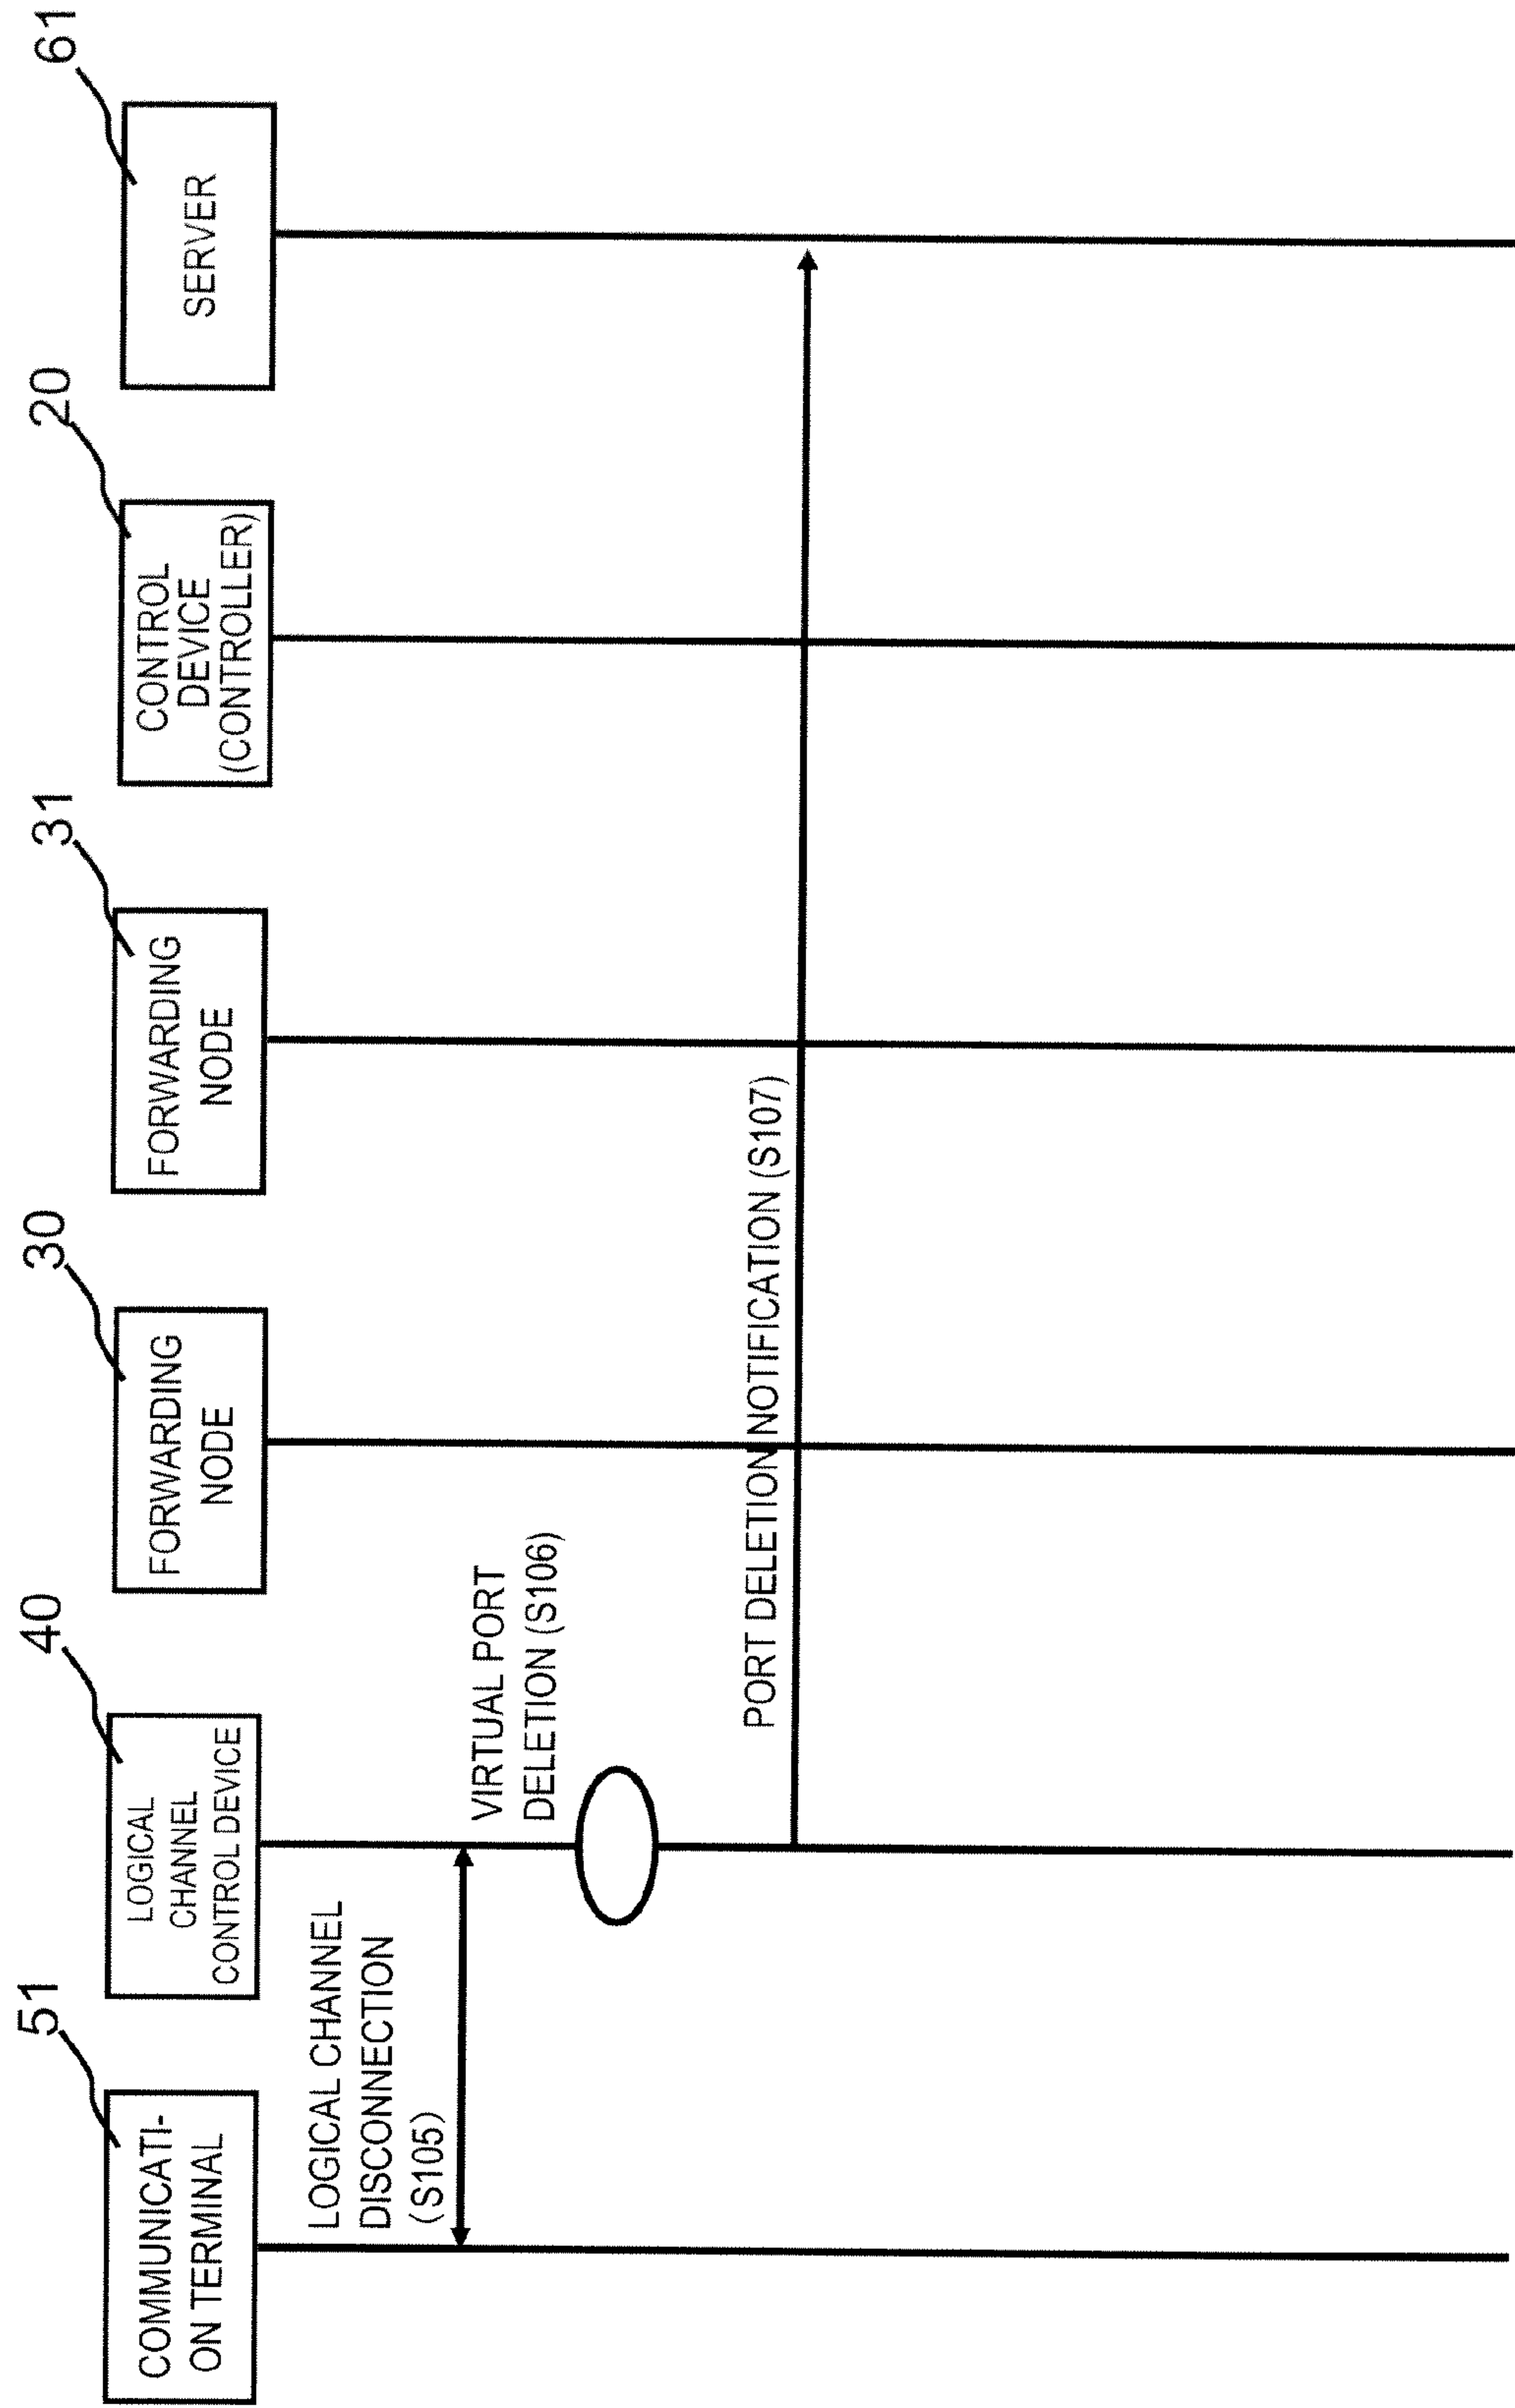 51
40
30
31
20
61
COMMUNICATI-
ON TERMINAL
LOGICAL
CHANNEL
CONTROL DEVICE
FORWARDING
NODE
FORWARDING
NODE
CONTROL
DEVICE
(CONTROLLER)
SERVER
LOGICAL CHANNEL
DISCONNECTION
(S105)
VIRTUAL PORT
DELETION (S106)
PORT DELETION NOTIFICATION (S107)